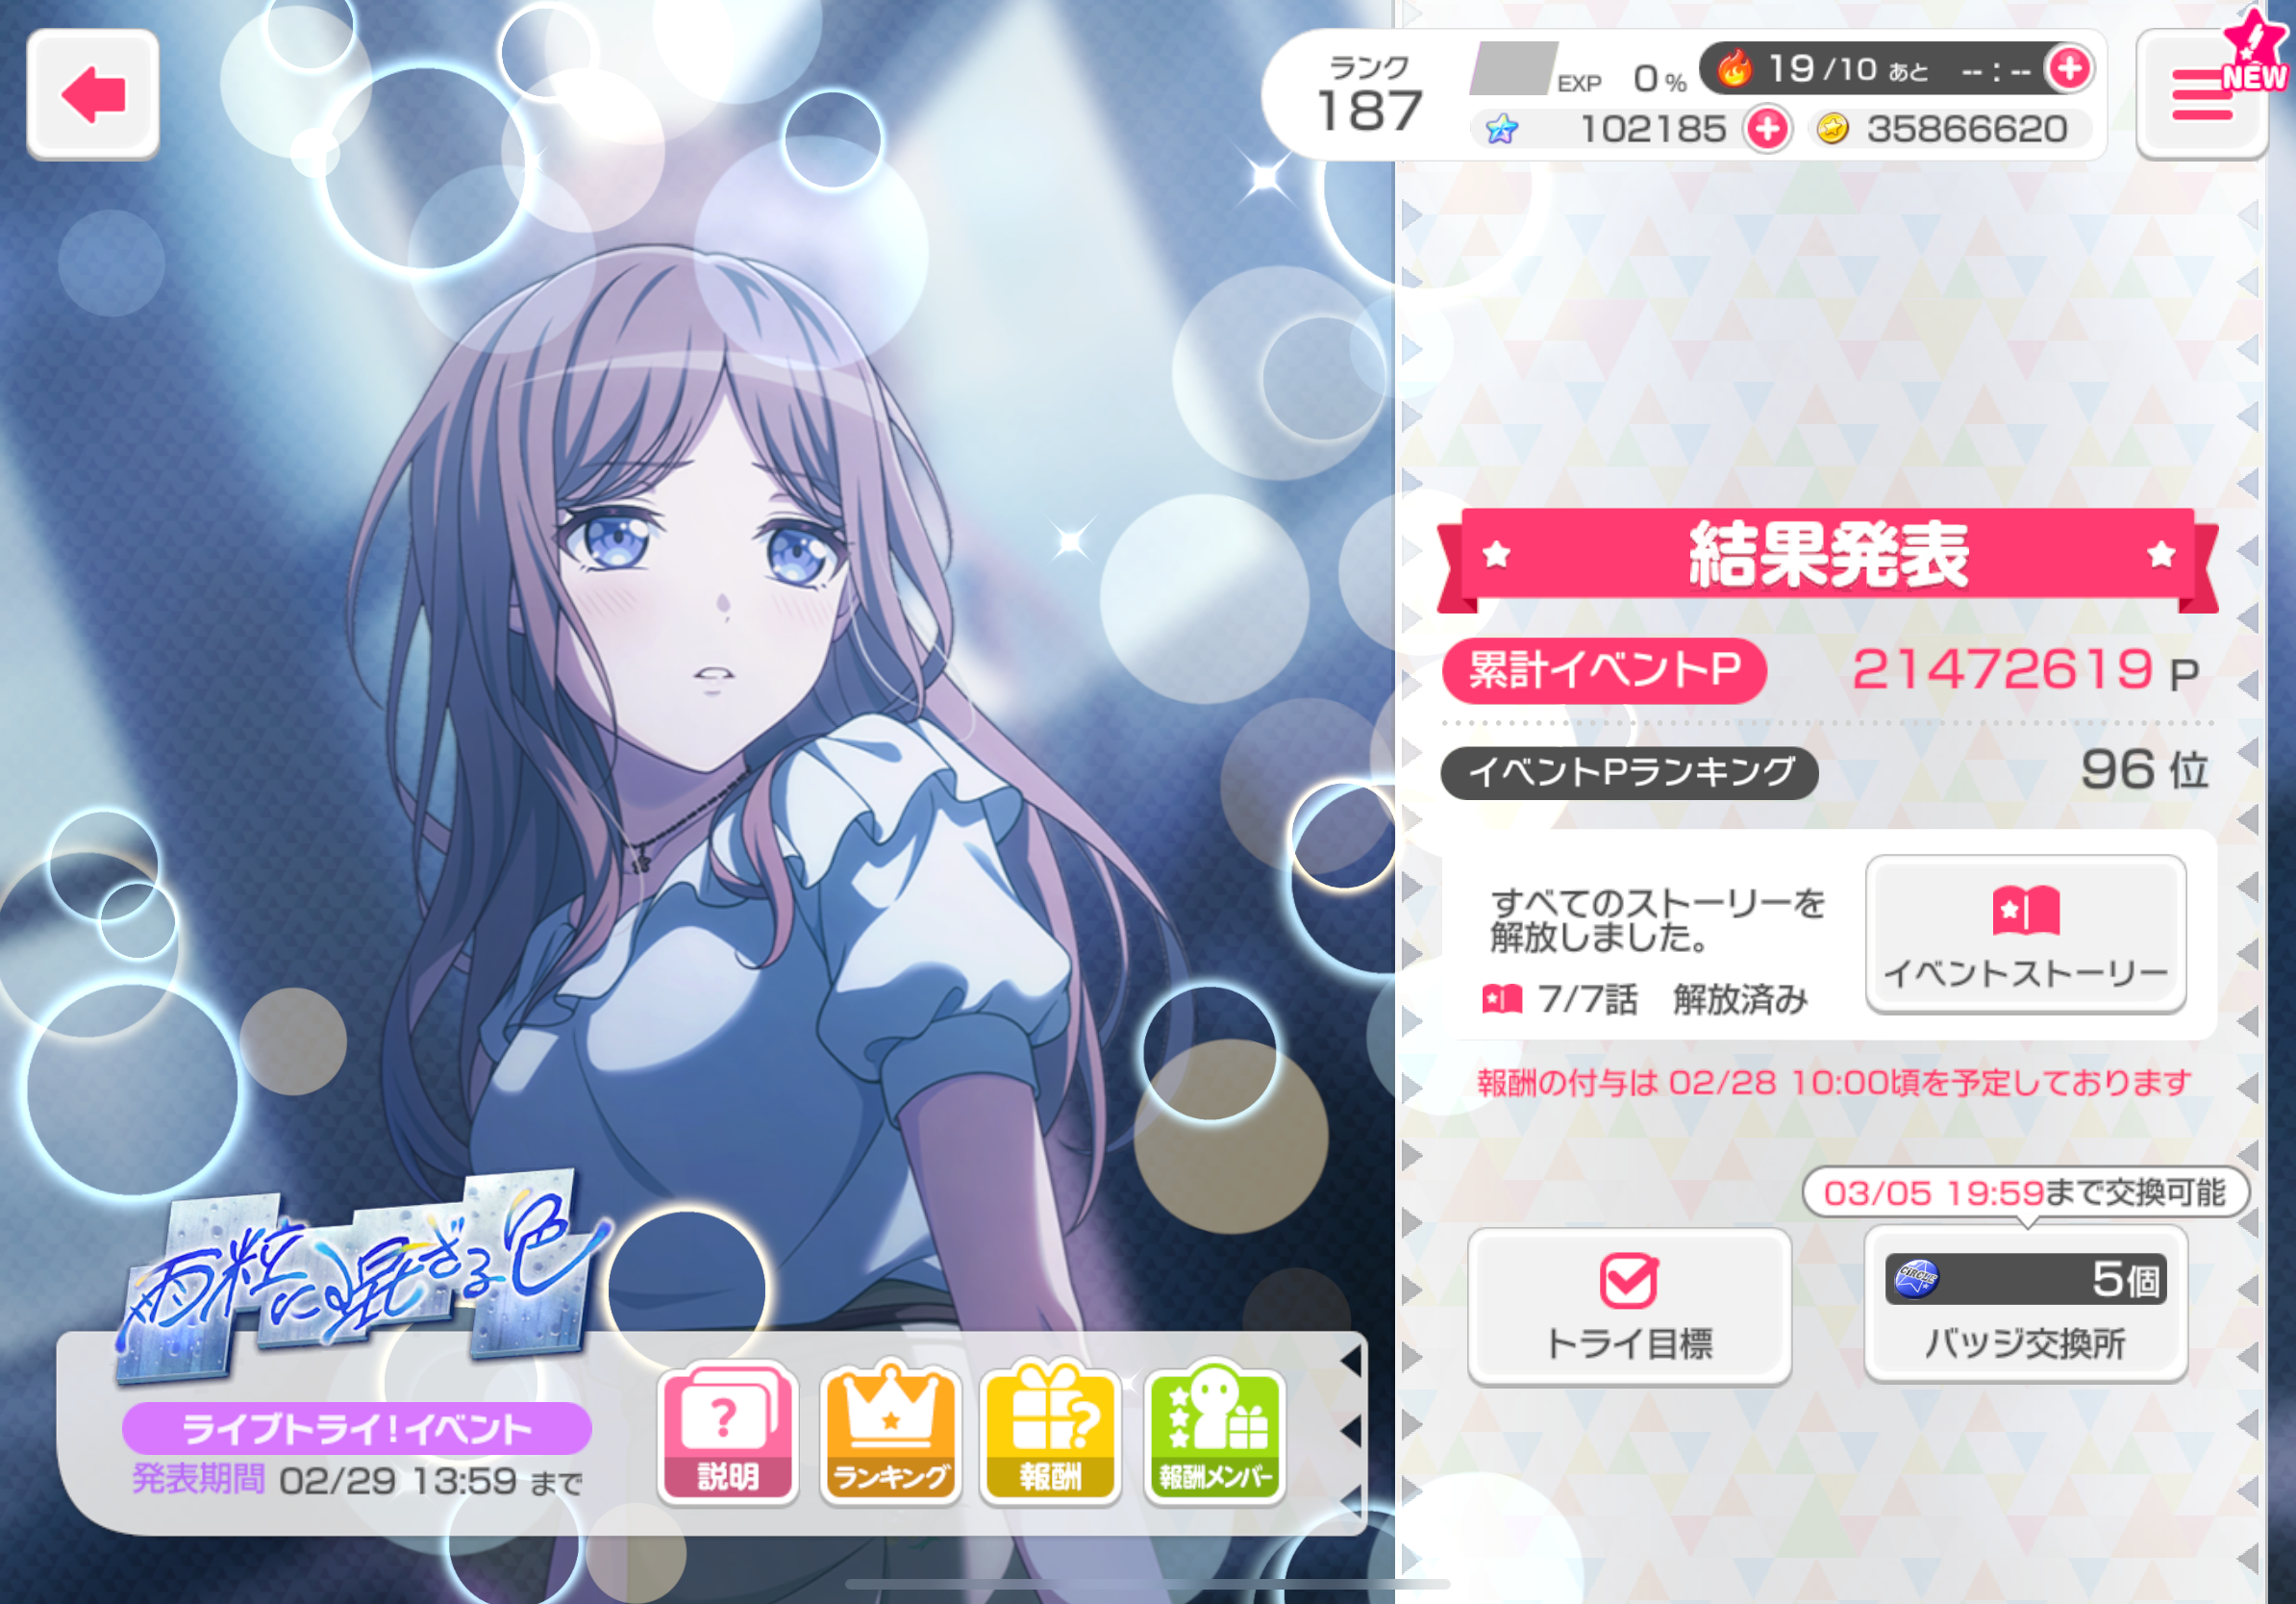 ランク
187
EXP 0%
19/10 あと --:--
102185
35866620
NEW
結果発表
累計イベントP 21472619 P
イベントPランキング 96位
すべてのストーリーを
解放しました。
7/7話 解放済み
イベントストーリー
報酬の付与は 02/28 10:00頃を予定しております
03/05 19:59まで交換可能
トライ目標
CIRCLE
5個
バッジ交換所
雨粒に混ざる色
ライブトライ!イベント
発表期間 02/29 13:59 まで
説明
ランキング
報酬
報酬メンバー